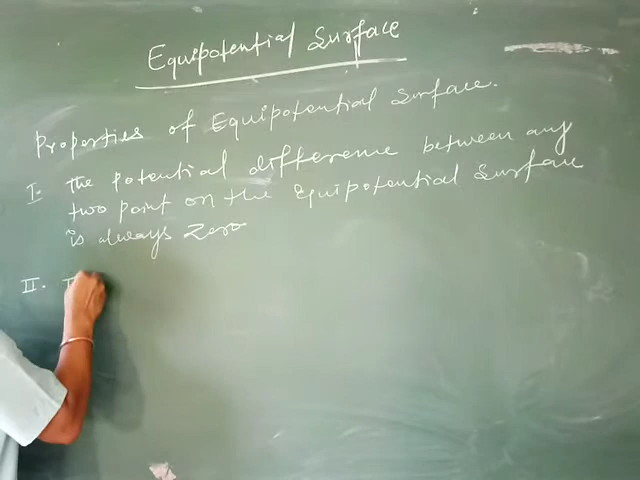 Equipotential Surface
Properties of Equipotential Surface.
I. The potential difference between any
two point on the Equipotential Surface
is always Zero
II. T